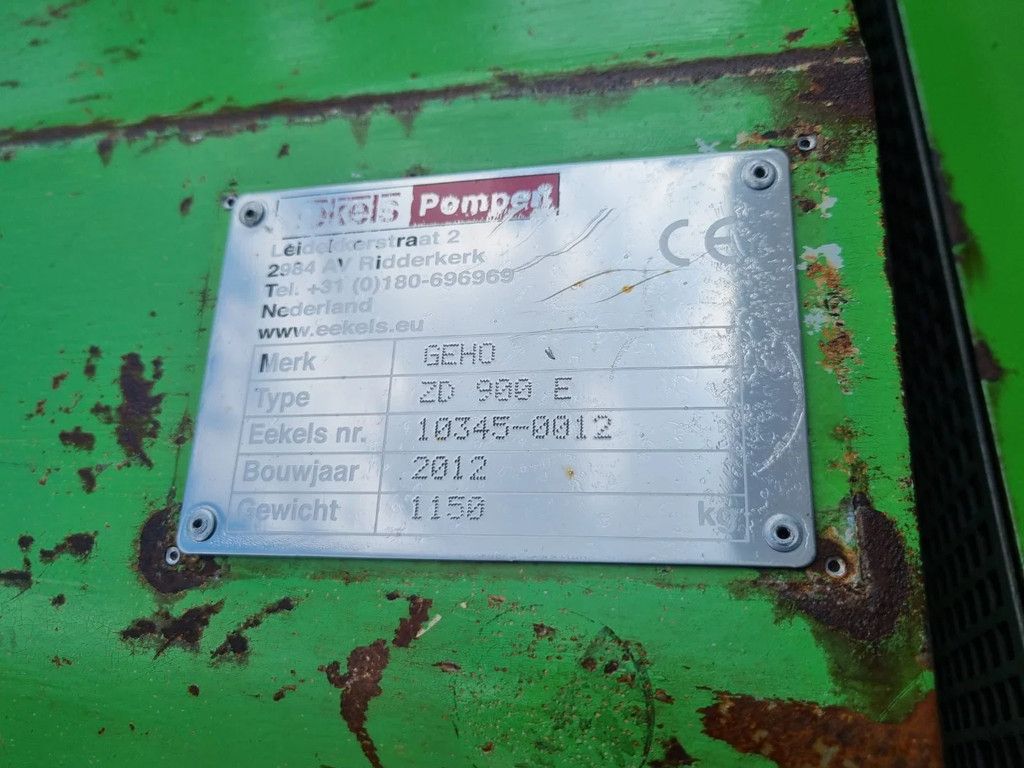 Eekels Pompen
Leidekkerstraat 2
2984 AV Ridderkerk
Tel. +31 (0)180-696969
Nederland
www.eekels.eu
CE
Merk GEHO
Type ZD 900 E
Eekels nr. 10345-0012
Bouwjaar 2012
Gewicht 1150 kg